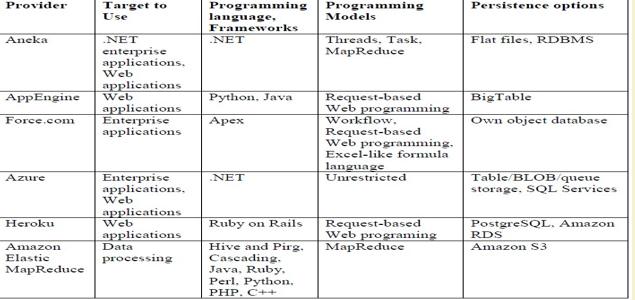 Provider
Target to
Use
Programming
language,
Frameworks
Programming
Models
Persistence options
Aneka
.NET
enterprise
applications,
Web
applications
.NET
Threads, Task,
MapReduce
Flat files, RDBMS
AppEngine
Web
applications
Python, Java
Request-based
Web programming
BigTable
Force.com
Enterprise
applications
Apex
Workflow,
Request-based
Web programming,
Excel-like formula
language
Own object database
Azure
Enterprise
applications,
Web
applications
.NET
Unrestricted
Table/BLOB/queue
storage, SQL Services
Heroku
Web
applications
Ruby on Rails
Request-based
Web programing
PostgreSQL, Amazon
RDS
Amazon
Elastic
MapReduce
Data
processing
Hive and Pirg,
Cascading,
Java, Ruby,
Perl, Python,
PHP, C++
MapReduce
Amazon S3